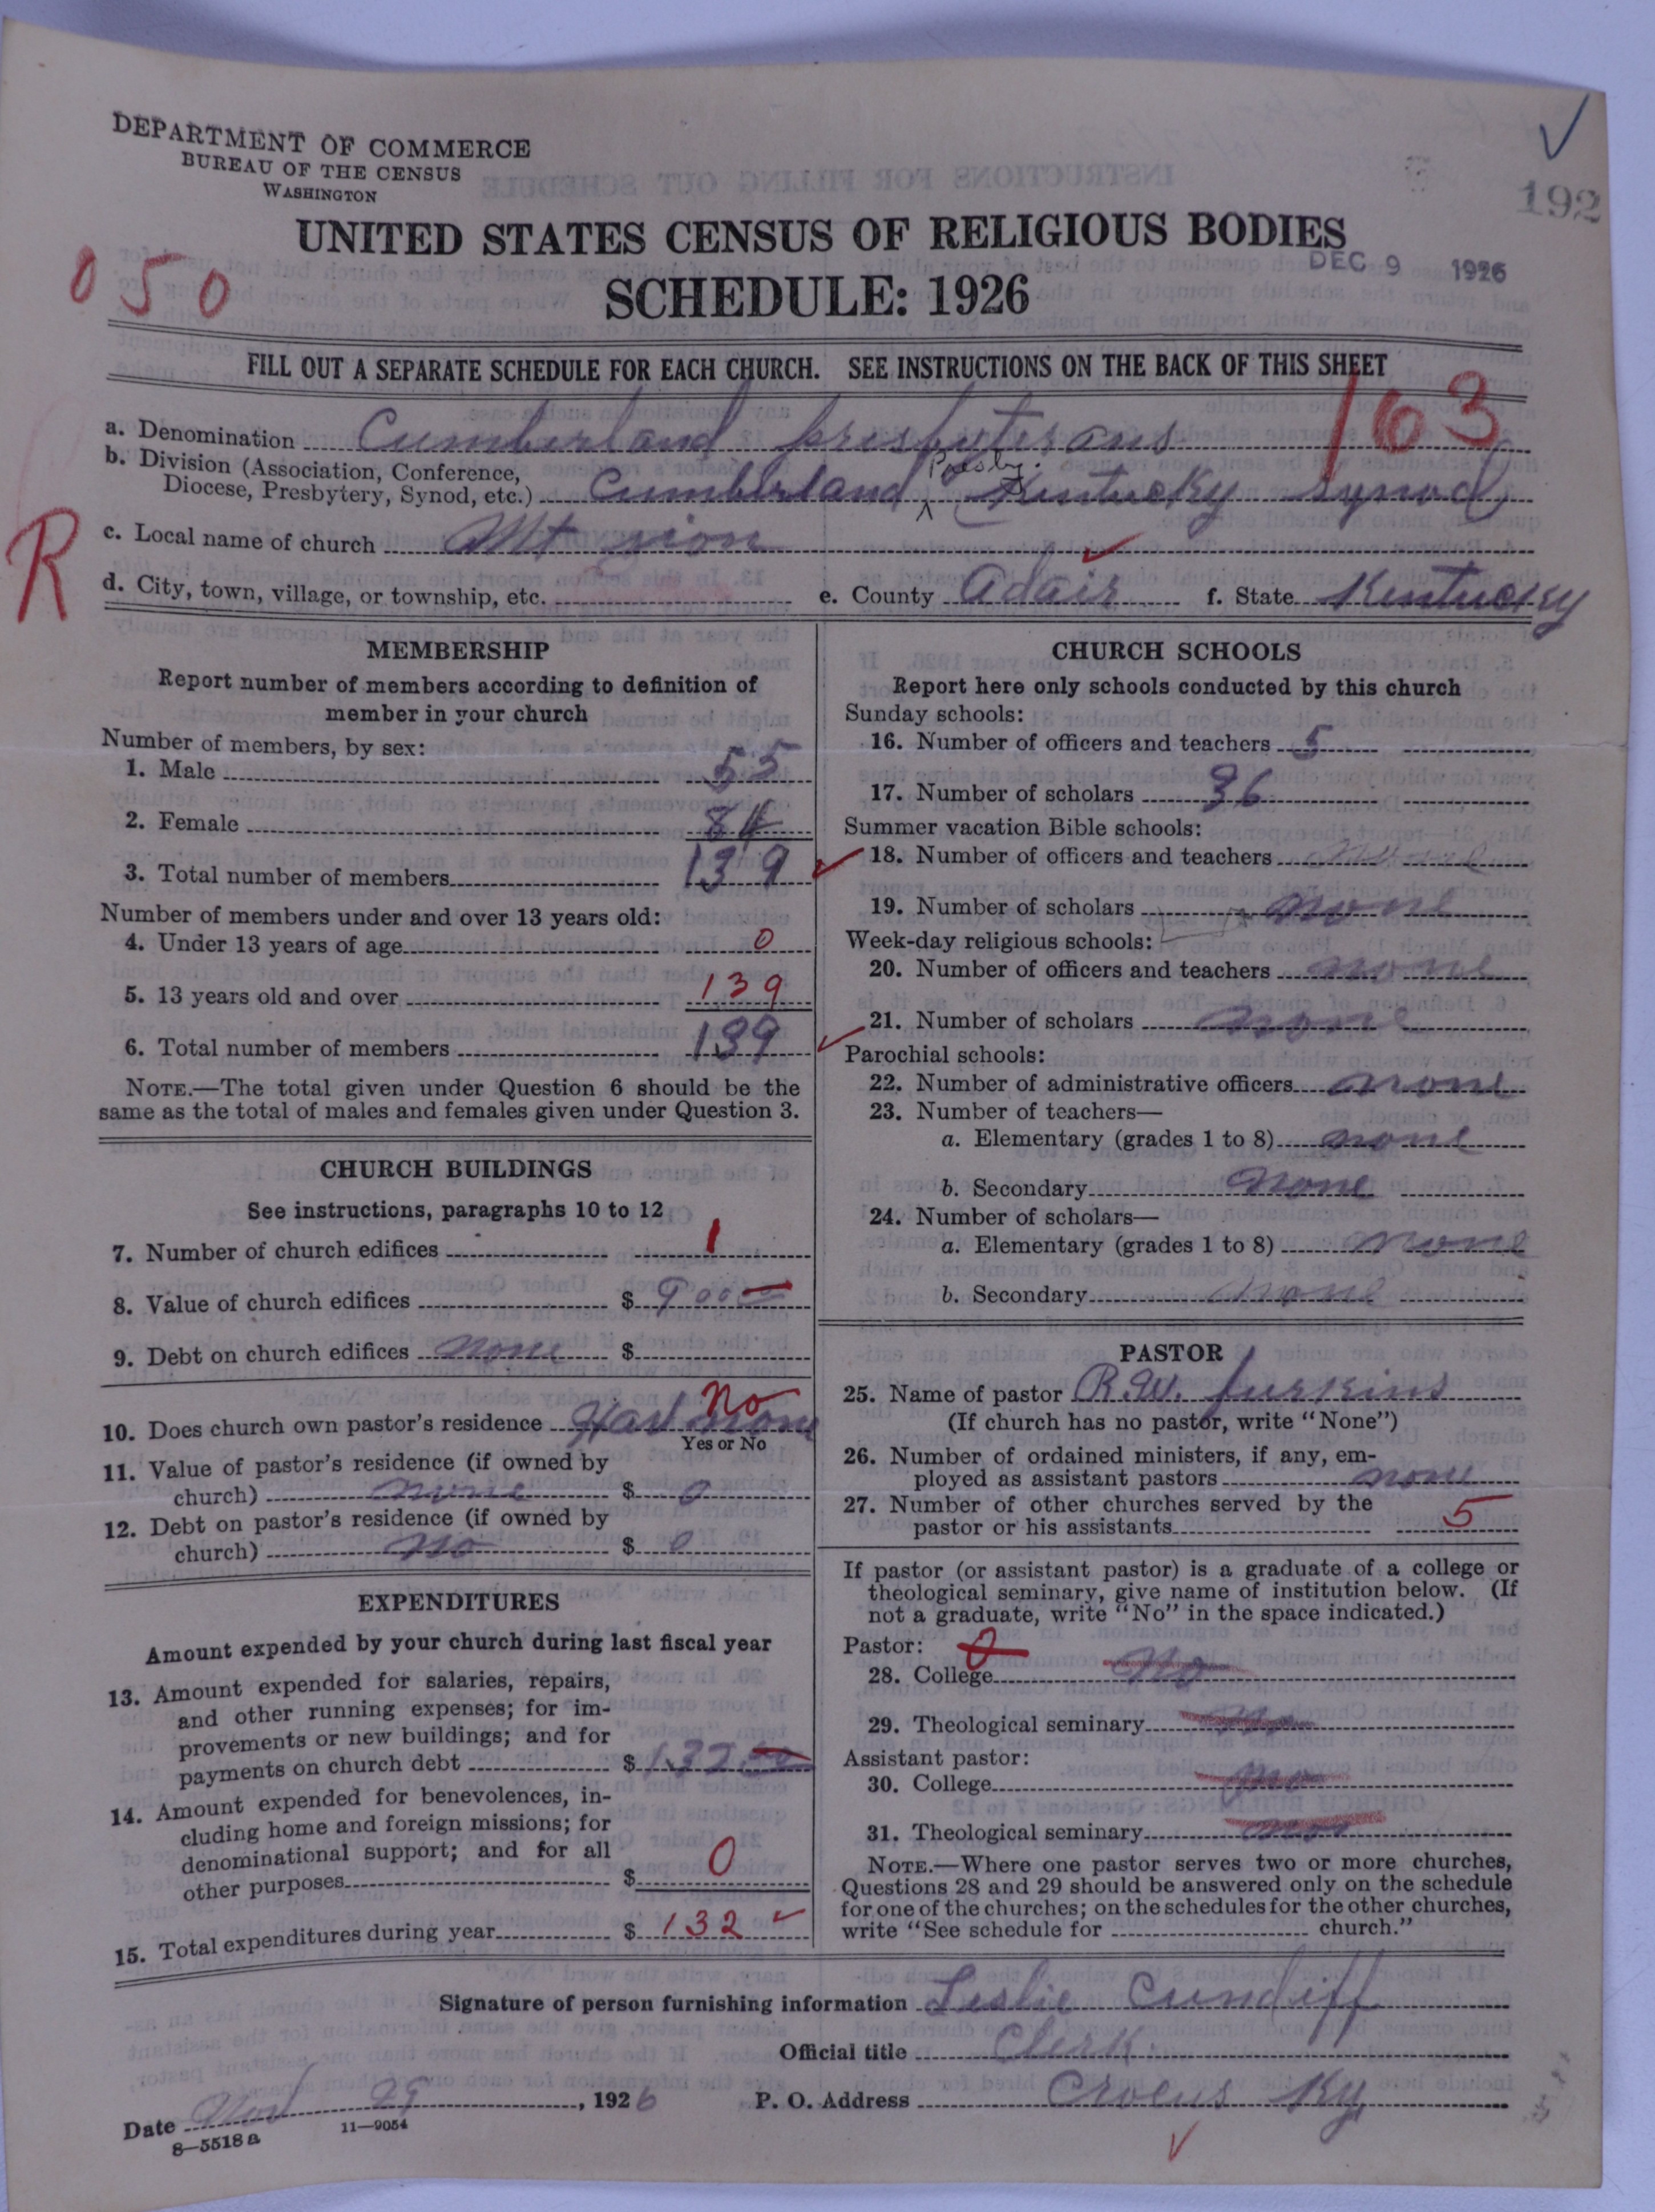 DEPARTMENT OF COMMERCE
BUREAU OF THE CENSUS
WASHINGTON
192
UNITED STATES CENSUS OF RELIGIOUS BODIES
DEC 9 1926
050
SCHEDULE: 1926
FILL OUT A SEPARATE SCHEDULE FOR EACH CHURCH. SEE INSTRUCTIONS ON THE BACK OF THIS SHEET
163
a. Denomination Cumberland presbyterans
b. Division (Association, Conference,
Presby.
Diocese, Presbytery, Synod, etc.) Cumberland Kentucky Synod
R
c. Local name of church Mt zion
d. City, town, village, or township, etc. e. County Adair f. State Kentucky
MEMBERSHIP
Report number of members according to definition of
member in your church
Number of members, by sex:
1. Male 55
2. Female 84
3. Total number of members 139
Number of members under and over 13 years old:
4. Under 13 years of age 0
5. 13 years old and over 139
6. Total number of members 139
NOTE.—The total given under Question 6 should be the
same as the total of males and females given under Question 3.
CHURCH BUILDINGS
See instructions, paragraphs 10 to 12
7. Number of church edifices 1
8. Value of church edifices $ 900
9. Debt on church edifices none $
No
10. Does church own pastor's residence Hav none
Yes or No
11. Value of pastor's residence (if owned by
church) none $ 0
12. Debt on pastor's residence (if owned by
church) No $ 0
EXPENDITURES
Amount expended by your church during last fiscal year
13. Amount expended for salaries, repairs,
and other running expenses; for im-
provements or new buildings; and for
payments on church debt $ 132
14. Amount expended for benevolences, in-
cluding home and foreign missions; for
denominational support; and for all
other purposes $ 0
15. Total expenditures during year $ 132
CHURCH SCHOOLS
Report here only schools conducted by this church
Sunday schools:
16. Number of officers and teachers 5
17. Number of scholars 36
Summer vacation Bible schools:
18. Number of officers and teachers none
19. Number of scholars none
Week-day religious schools:
20. Number of officers and teachers none
21. Number of scholars none
Parochial schools:
22. Number of administrative officers none
23. Number of teachers—
a. Elementary (grades 1 to 8) none
b. Secondary none
24. Number of scholars—
a. Elementary (grades 1 to 8) none
b. Secondary none
PASTOR
25. Name of pastor R.W. Jurkins
(If church has no pastor, write "None")
26. Number of ordained ministers, if any, em-
ployed as assistant pastors none
27. Number of other churches served by the
pastor or his assistants 5
If pastor (or assistant pastor) is a graduate of a college or
theological seminary, give name of institution below. (If
not a graduate, write "No" in the space indicated.)
Pastor: 0
28. College No
29. Theological seminary No
Assistant pastor:
30. College No
31. Theological seminary
NOTE.—Where one pastor serves two or more churches,
Questions 28 and 29 should be answered only on the schedule
for one of the churches; on the schedules for the other churches,
write "See schedule for church."
Signature of person furnishing information Leslie Cundiff
Official title Clerk
Date Nov 29, 1926 P. O. Address Crocus Ky
8—5518a 11—9054